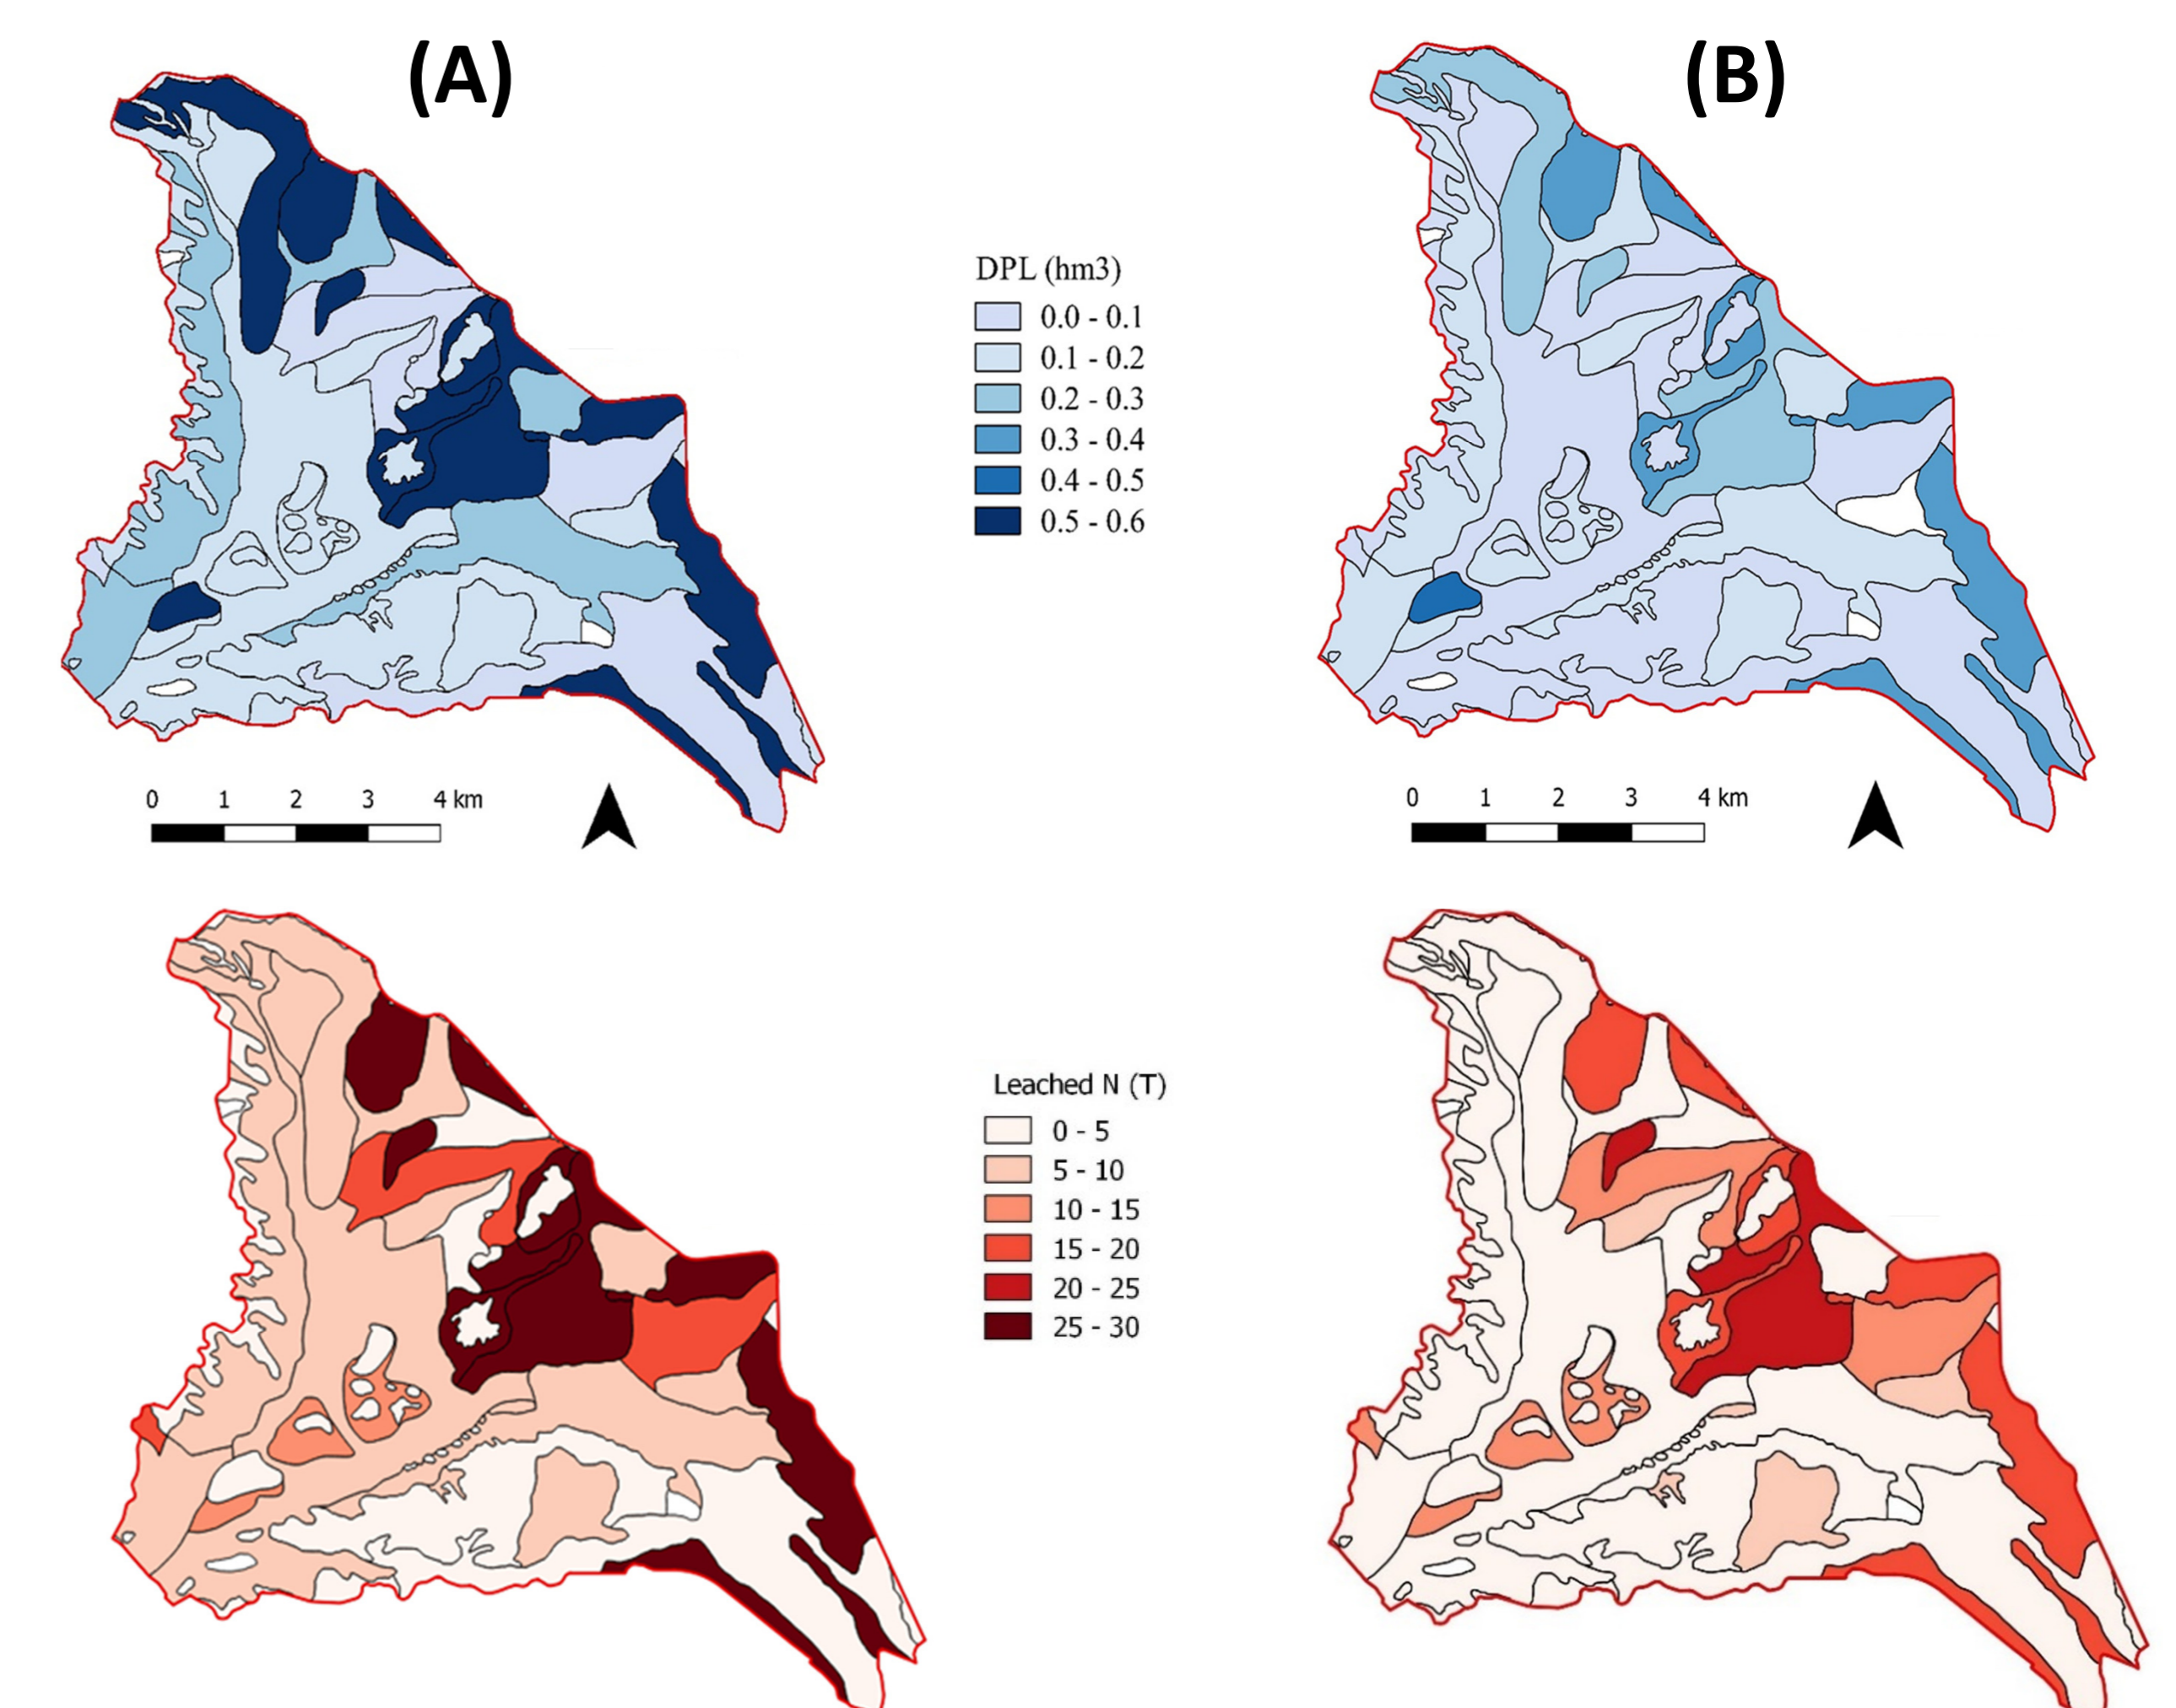 (A)
(B)
DPL (hm3)
0.0 - 0.1
0.1 - 0.2
0.2 - 0.3
0.3 - 0.4
0.4 - 0.5
0.5 - 0.6
0 1 2 3 4 km
0 1 2 3 4 km
Leached N (T)
0 - 5
5 - 10
10 - 15
15 - 20
20 - 25
25 - 30